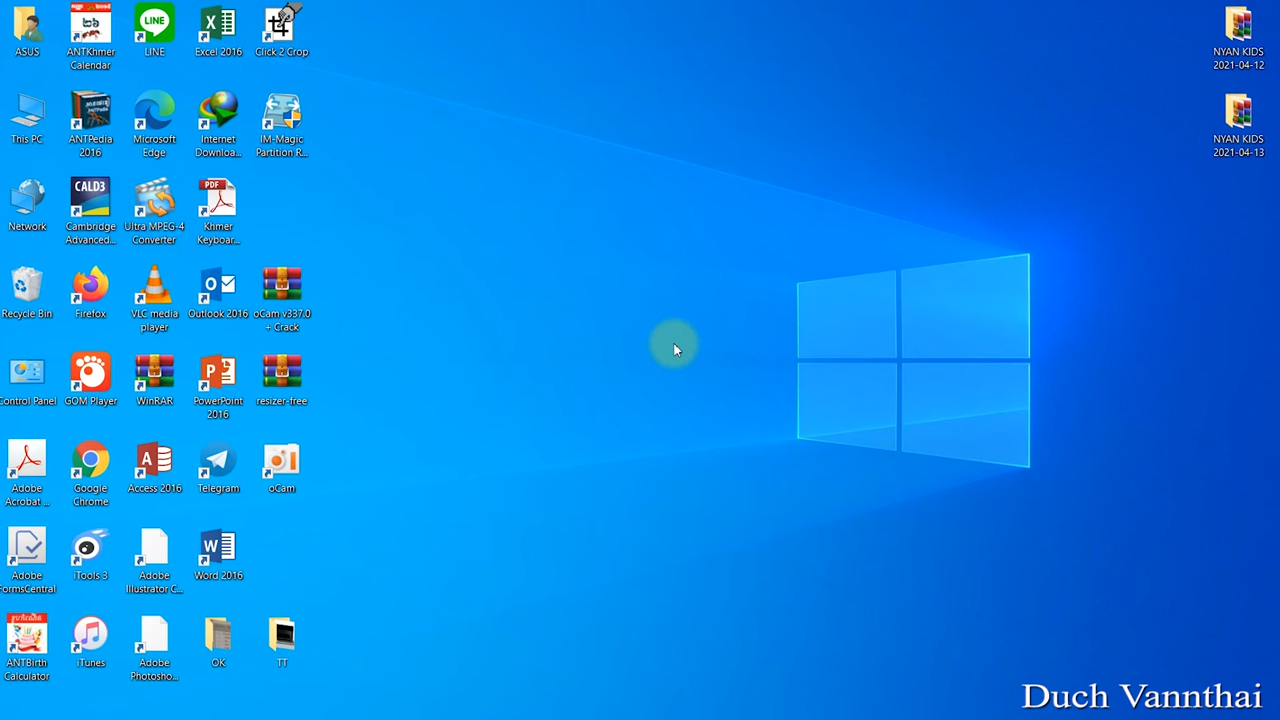 ASUS
ANTKhmer
Calendar
LINE
Excel 2016
Click 2 Crop
NYAN KIDS
2021-04-12
This PC
ANTPedia
2016
Microsoft
Edge
Internet
Downloa...
IM-Magic
Partition R...
NYAN KIDS
2021-04-13
CALD3
PDF
Network
Cambridge
Advanced...
Ultra MPEG-4
Converter
Khmer
Keyboar...
Recycle Bin
Firefox
VLC media
player
Outlook 2016
oCam v337.0
+ Crack
Control Panel
GOM Player
WinRAR
PowerPoint
2016
resizer-free
Adobe
Acrobat ...
Google
Chrome
Access 2016
Telegram
oCam
Adobe
FormsCentral
iTools 3
Adobe
Illustrator C...
Word 2016
ANTBirth
Calculator
iTunes
Adobe
Photosho...
OK
TT
Duch Vannthai